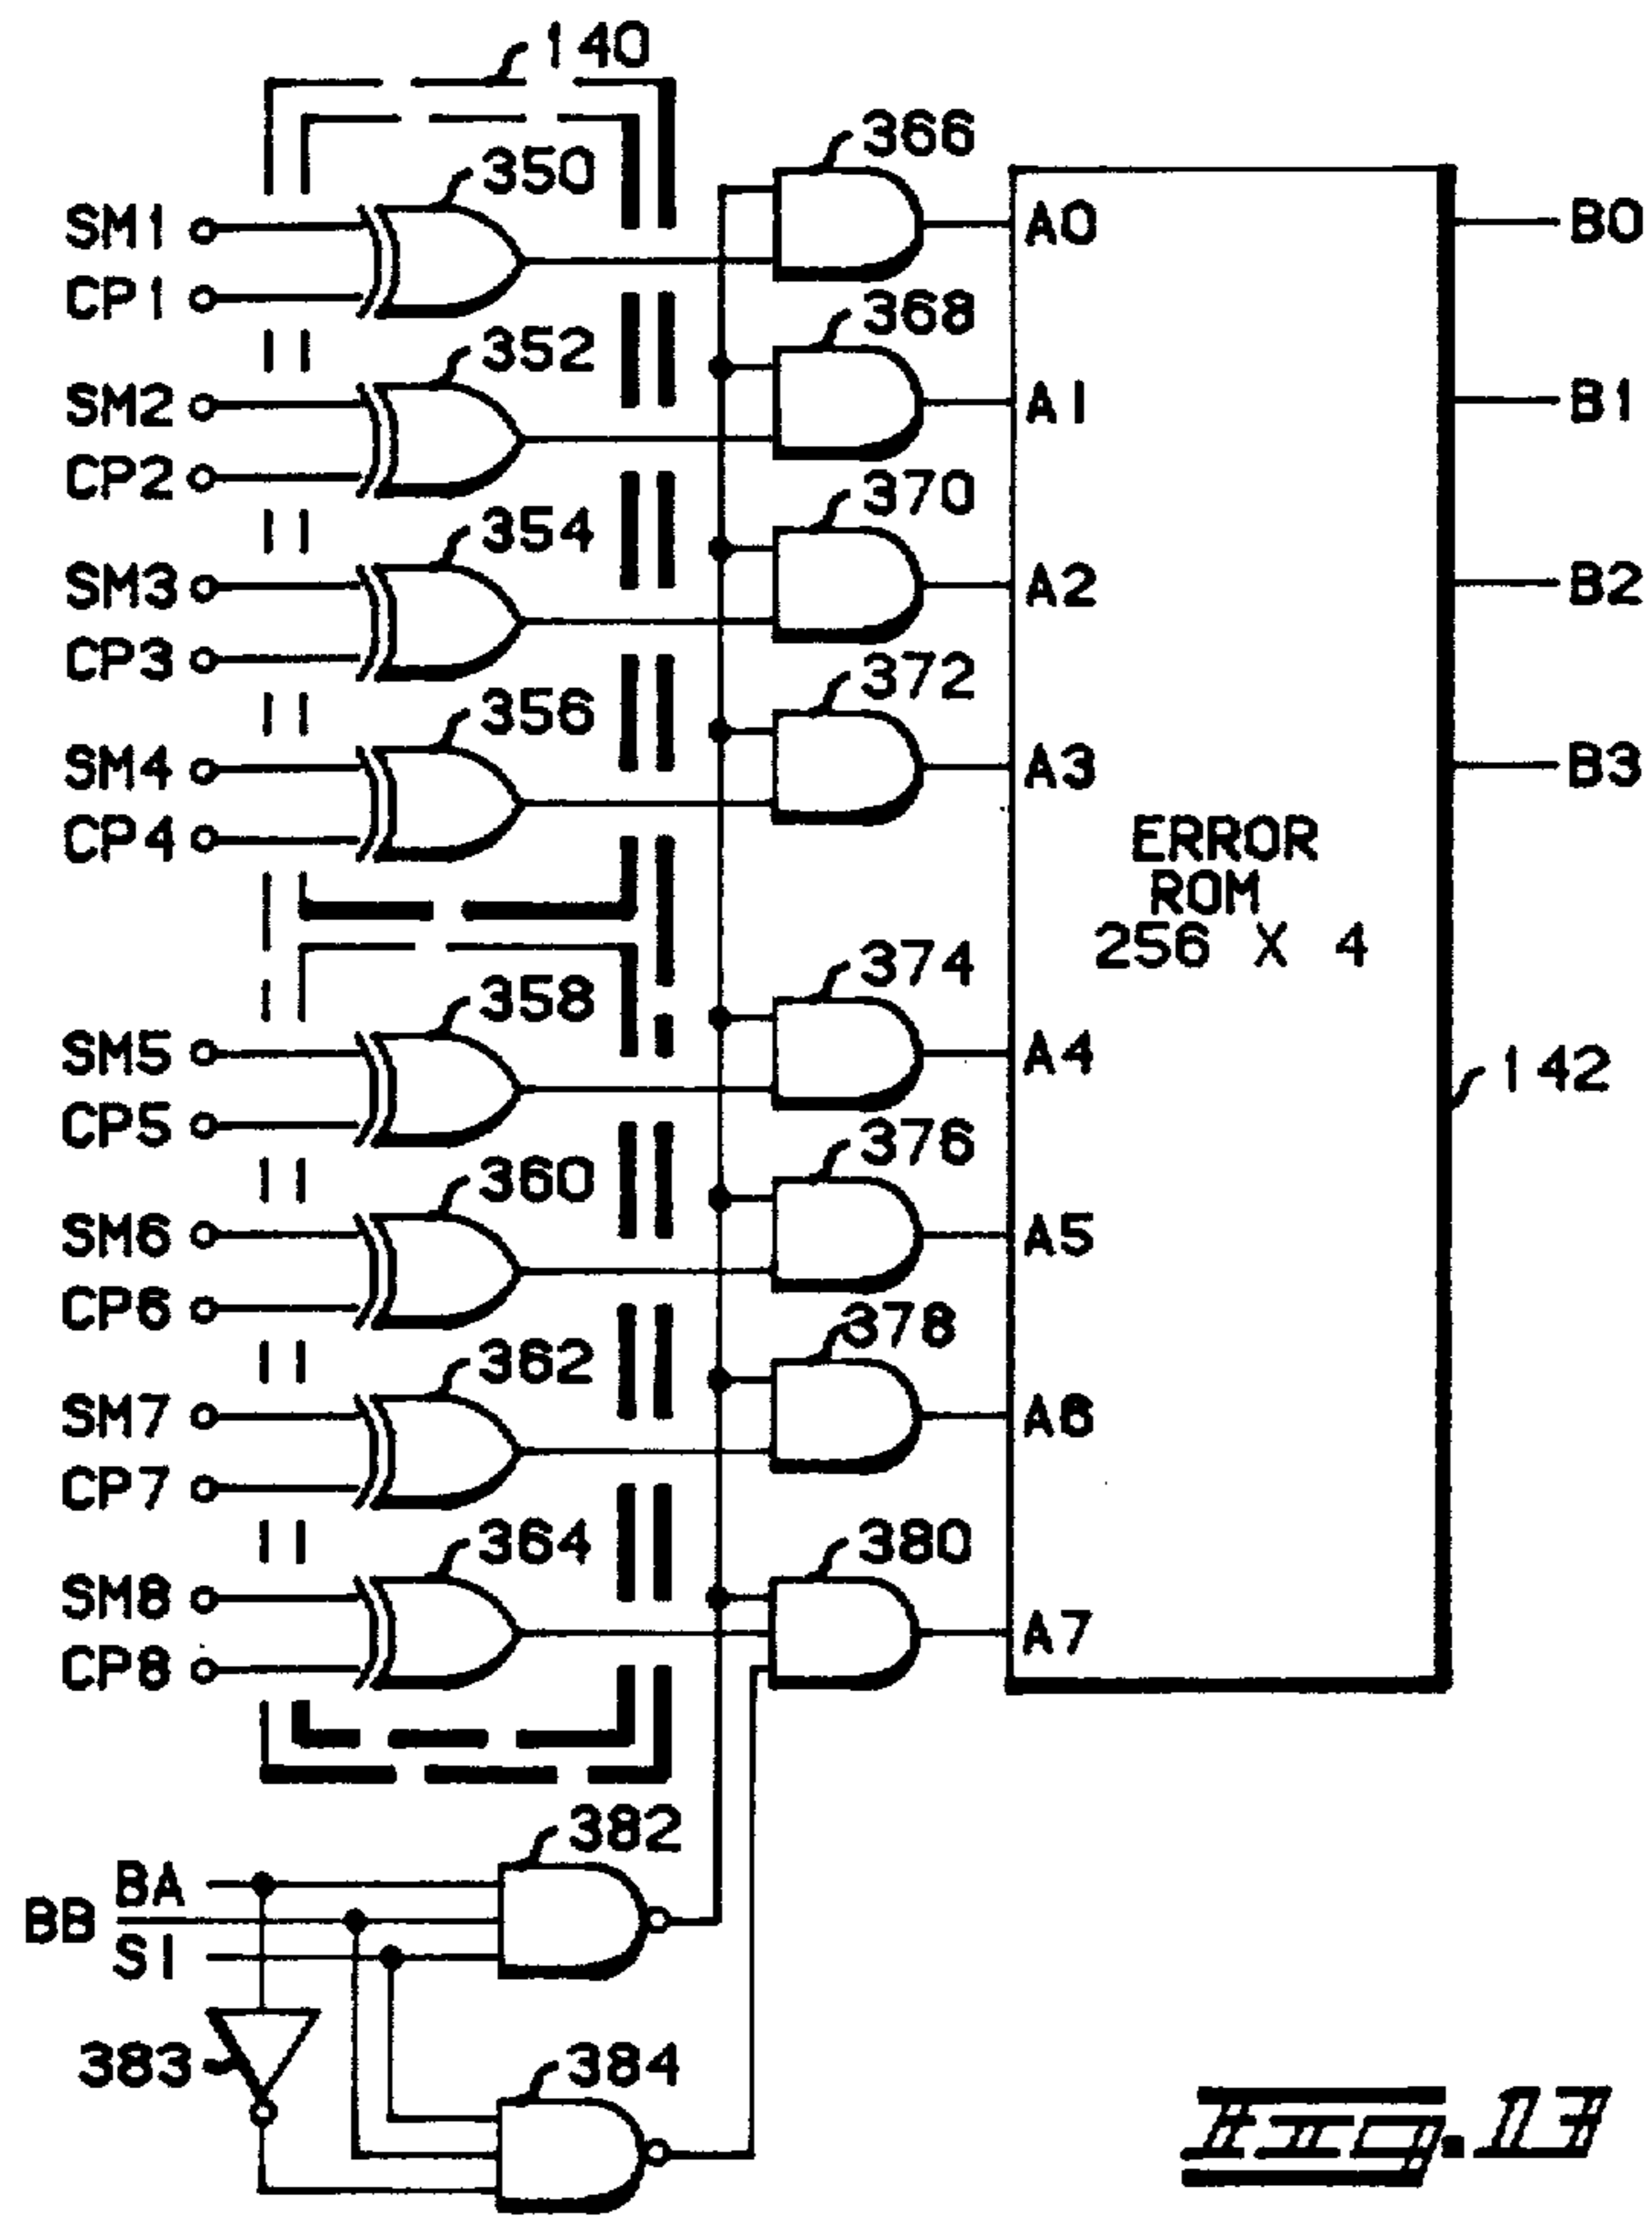 140
366
350
SM1
A0
B0
CP1
368
352
SM2
A1
B1
CP2
370
354
SM3
A2
B2
CP3
372
356
SM4
A3
B3
CP4
ERROR
ROM
256 X 4
374
358
SM5
A4
142
CP5
376
360
SM6
A5
CP6
378
362
SM7
A6
CP7
380
364
SM8
A7
CP8
382
BA
BB
S1
383
384
Fig. 13